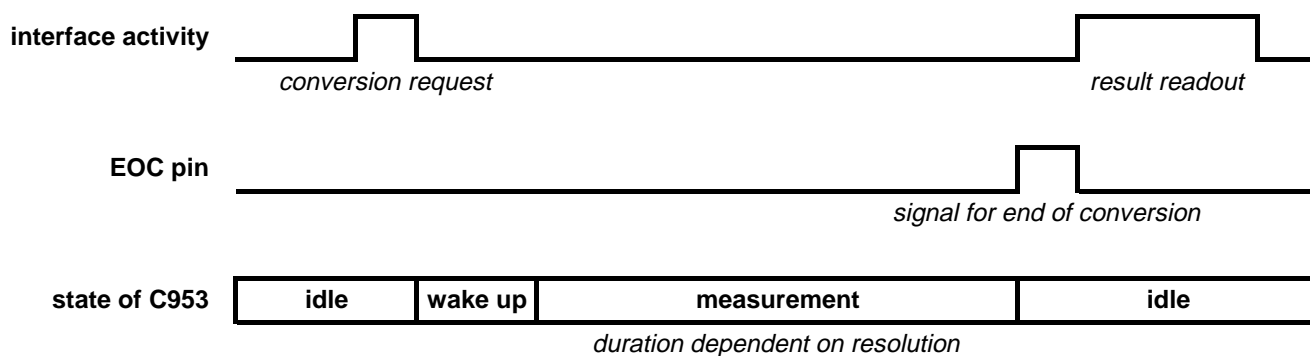 interface activity
conversion request
result readout
EOC pin
signal for end of conversion
state of C953
idle
wake up
measurement
idle
duration dependent on resolution